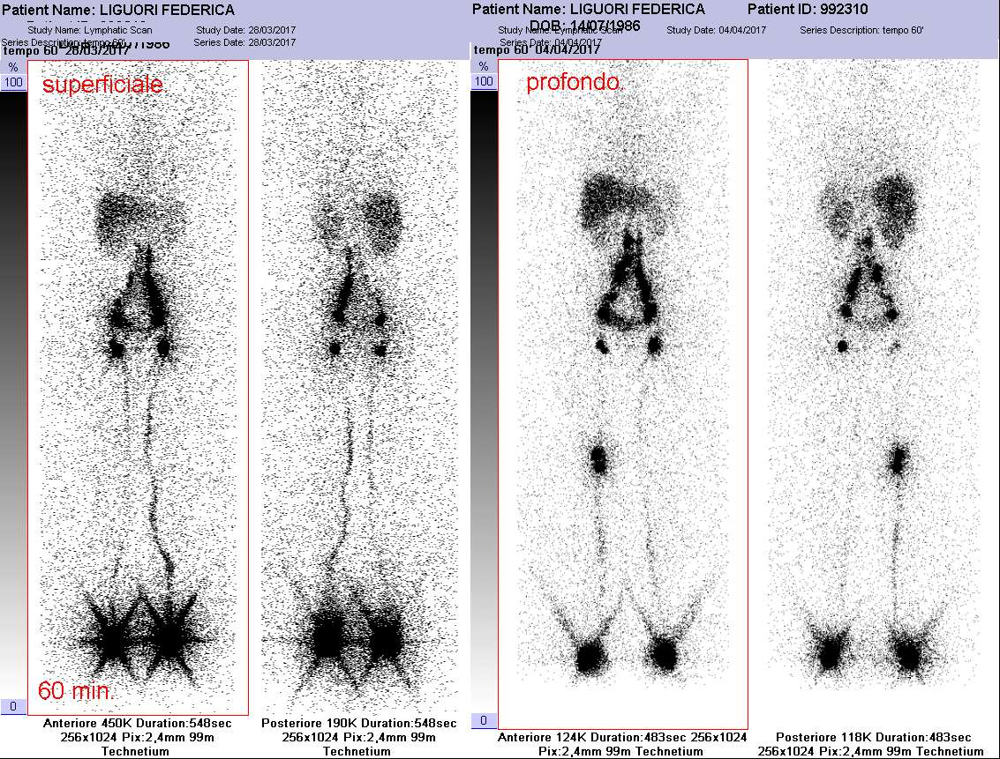 Patient Name: LIGUORI FEDERICA
Study Name: Lymphatic Scan Study Date: 28/03/2017
Series Description: tempo 60' Series Date: 28/03/2017
tempo 60' 28/03/2017
%
100
superficiale
60 min.
0
Anteriore 450K Duration:548sec
256x1024 Pix:2,4mm 99m
Technetium
Posteriore 190K Duration:548sec
256x1024 Pix:2,4mm 99m
Technetium
Patient Name: LIGUORI FEDERICA Patient ID: 992310
DOB: 14/07/1986
Study Name: Lymphatic Scan Study Date: 04/04/2017 Series Description: tempo 60'
Series Date: 04/04/2017
tempo 60' 04/04/2017
%
100
profondo.
0
Anteriore 124K Duration:483sec 256x1024
Pix:2,4mm 99m Technetium
Posteriore 118K Duration:483sec
256x1024 Pix:2,4mm 99m Technetium